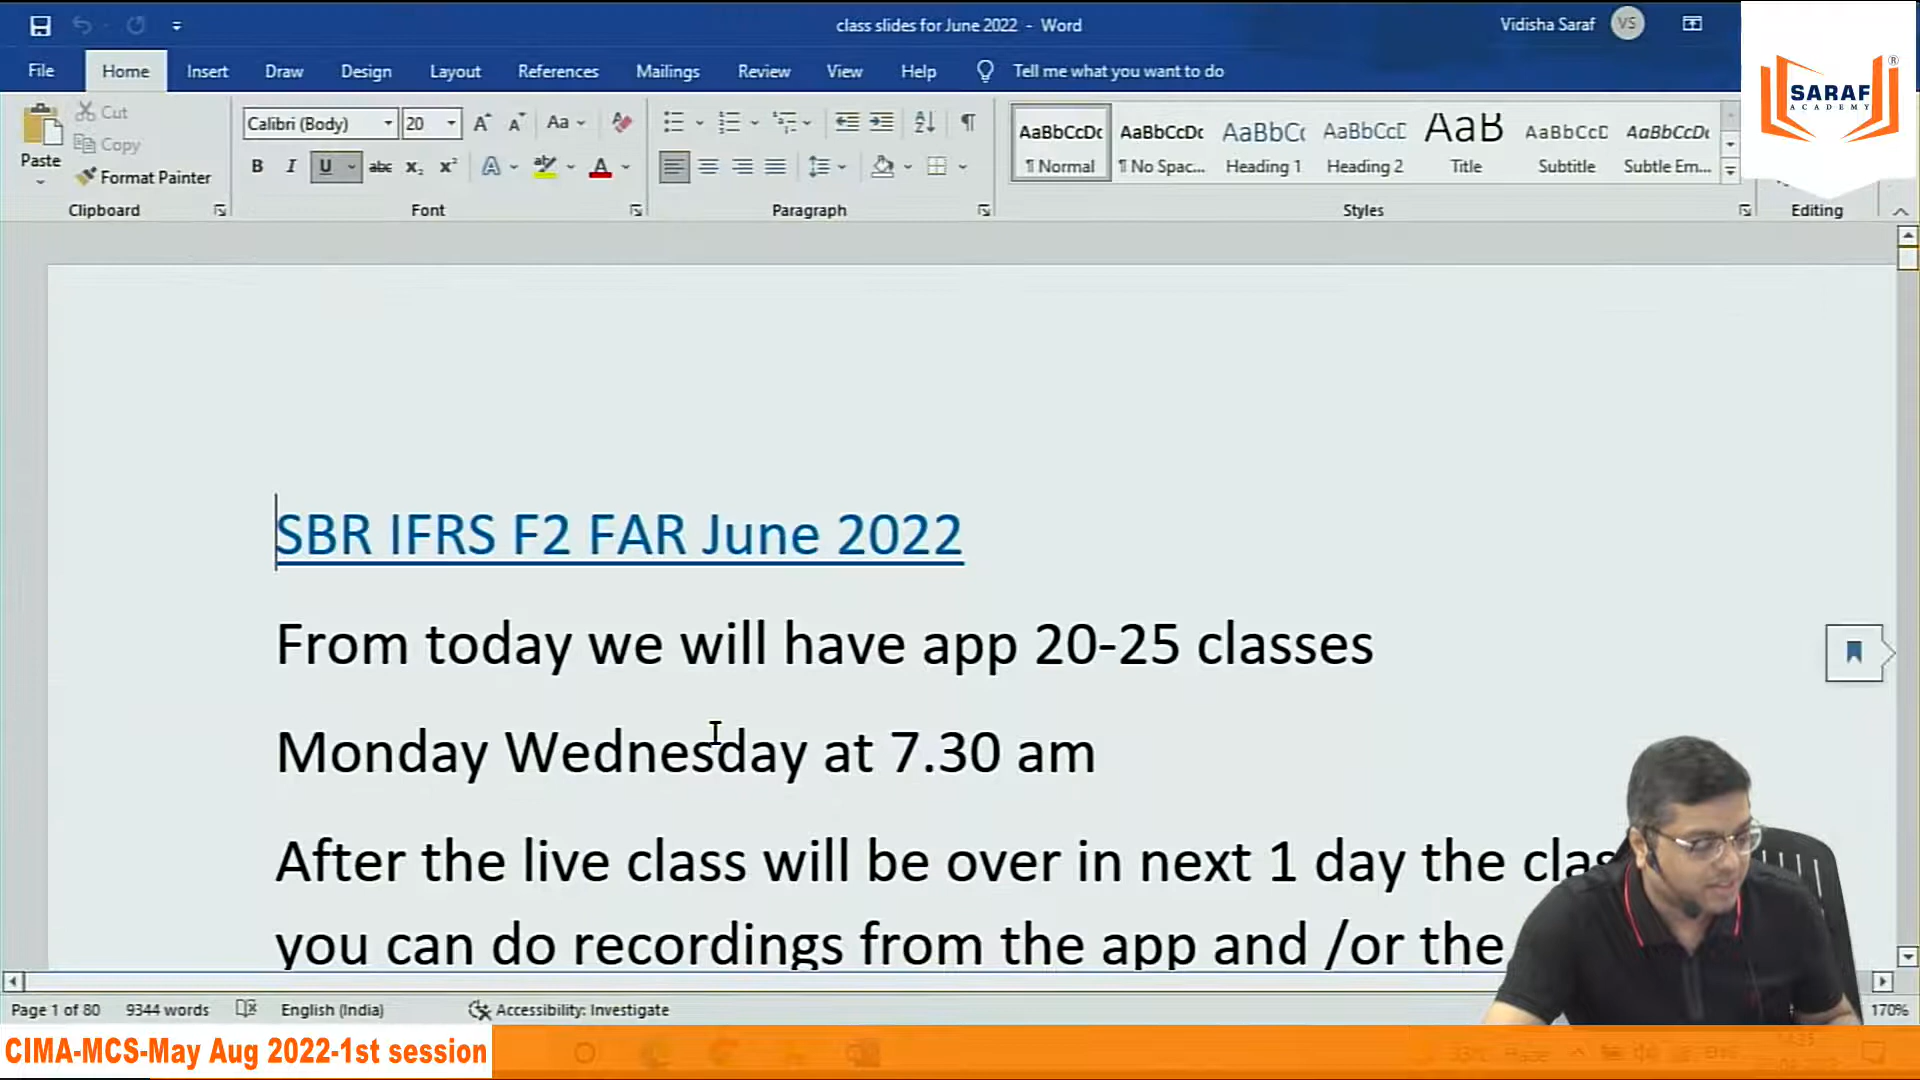 class slides for June 2022 - Word
Vidisha Saraf
VS
File
Home
Insert
Draw
Design
Layout
References
Mailings
Review
View
Help
Tell me what you want to do
SARAF
ACADEMY
®
Paste
Cut
Copy
Format Painter
Calibri (Body)
20
Aa
B I U abc x₂ x²
AaBbCcDc
¶ Normal
AaBbCcDc
¶ No Spac...
AaBbCc
Heading 1
AaBbCcD
Heading 2
AaB
Title
AaBbCcD
Subtitle
AaBbCcDc
Subtle Em...
Clipboard
Font
Paragraph
Styles
Editing
SBR IFRS F2 FAR June 2022
From today we will have app 20-25 classes
Monday Wednesday at 7.30 am
After the live class will be over in next 1 day the clas
you can do recordings from the app and /or the
Page 1 of 80
9344 words
English (India)
Accessibility: Investigate
170%
CIMA-MCS-May Aug 2022-1st session